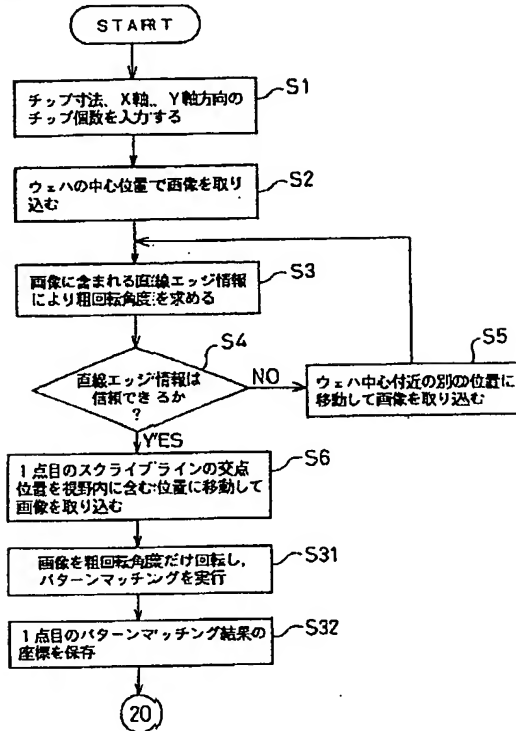 START
チップ寸法、X軸、Y軸方向の
チップ個数を入力する
S1
ウェハの中心位置で画像を取り
込む
S2
画像に含まれる直線エッジ情報
により粗回転角度を求める
S3
直線エッジ情報は
信頼できるか
?
S4
NO
ウェハ中心付近の別の位置に
移動して画像を取り込む
S5
YES
1点目のスクライブラインの交点
位置を視野内に含む位置に移動して
画像を取り込む
S6
画像を粗回転角度だけ回転し、
パターンマッチングを実行
S31
1点目のパターンマッチング結果の
座標を保存
S32
20